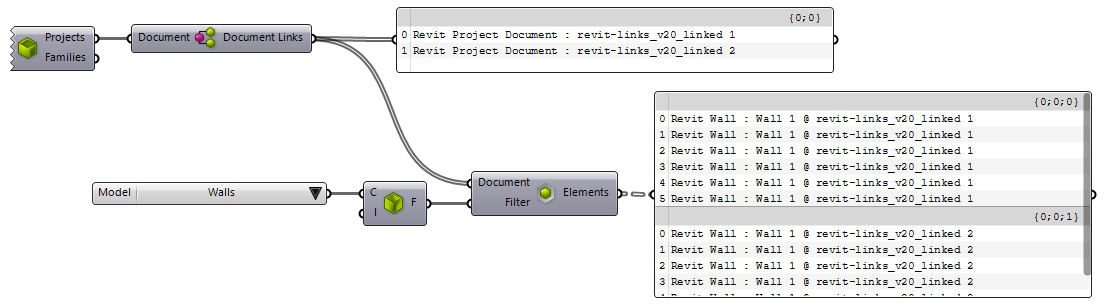 Projects
Families
Document
Document Links
{0;0}
0 Revit Project Document : revit-links_v20_linked 1
1 Revit Project Document : revit-links_v20_linked 2
Model
Walls
C
I
F
Document
Filter
Elements
{0;0;0}
0 Revit Wall : Wall 1 @ revit-links_v20_linked 1
1 Revit Wall : Wall 1 @ revit-links_v20_linked 1
2 Revit Wall : Wall 1 @ revit-links_v20_linked 1
3 Revit Wall : Wall 1 @ revit-links_v20_linked 1
4 Revit Wall : Wall 1 @ revit-links_v20_linked 1
5 Revit Wall : Wall 1 @ revit-links_v20_linked 1
{0;0;1}
0 Revit Wall : Wall 1 @ revit-links_v20_linked 2
1 Revit Wall : Wall 1 @ revit-links_v20_linked 2
2 Revit Wall : Wall 1 @ revit-links_v20_linked 2
3 Revit Wall : Wall 1 @ revit-links_v20_linked 2